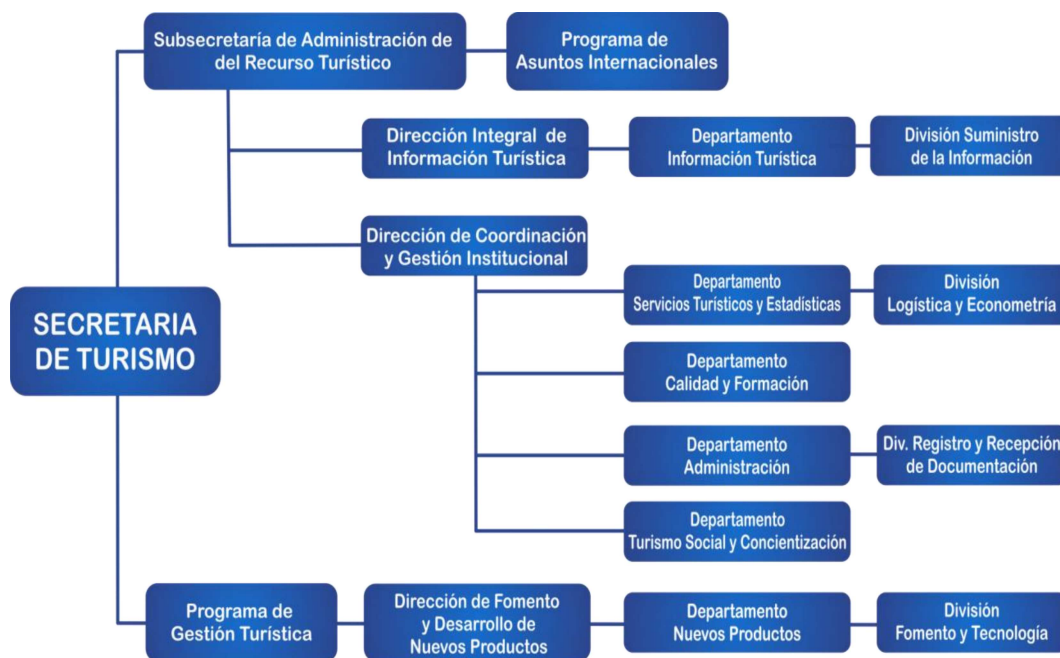 Subsecretaría de Administración de
del Recurso Turístico
Programa de
Asuntos Internacionales
Dirección Integral de
Información Turística
Departamento
Información Turística
División Suministro
de la Información
Dirección de Coordinación
y Gestión Institucional
Departamento
Servicios Turísticos y Estadísticas
División
Logística y Econometría
SECRETARIA
DE TURISMO
Departamento
Calidad y Formación
Departamento
Administración
Div. Registro y Recepción
de Documentación
Departamento
Turismo Social y Concientización
Programa de
Gestión Turística
Dirección de Fomento
y Desarrollo de
Nuevos Productos
Departamento
Nuevos Productos
División
Fomento y Tecnología